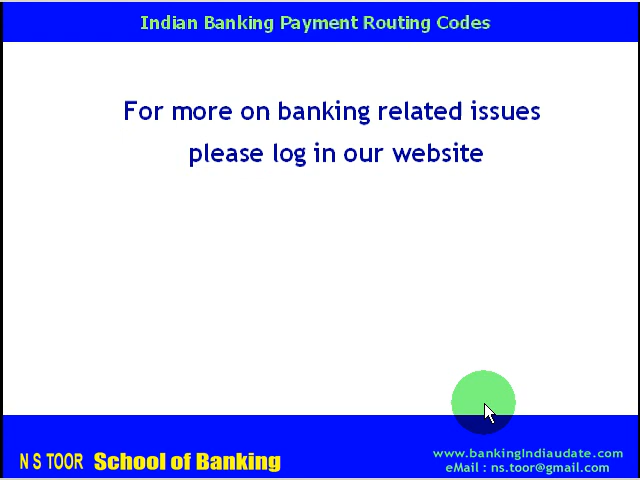 Indian Banking Payment Routing Codes
For more on banking related issues
please log in our website
N S TOOR School of Banking
www.bankingIndiaudate.com
eMail : ns.toor@gmail.com